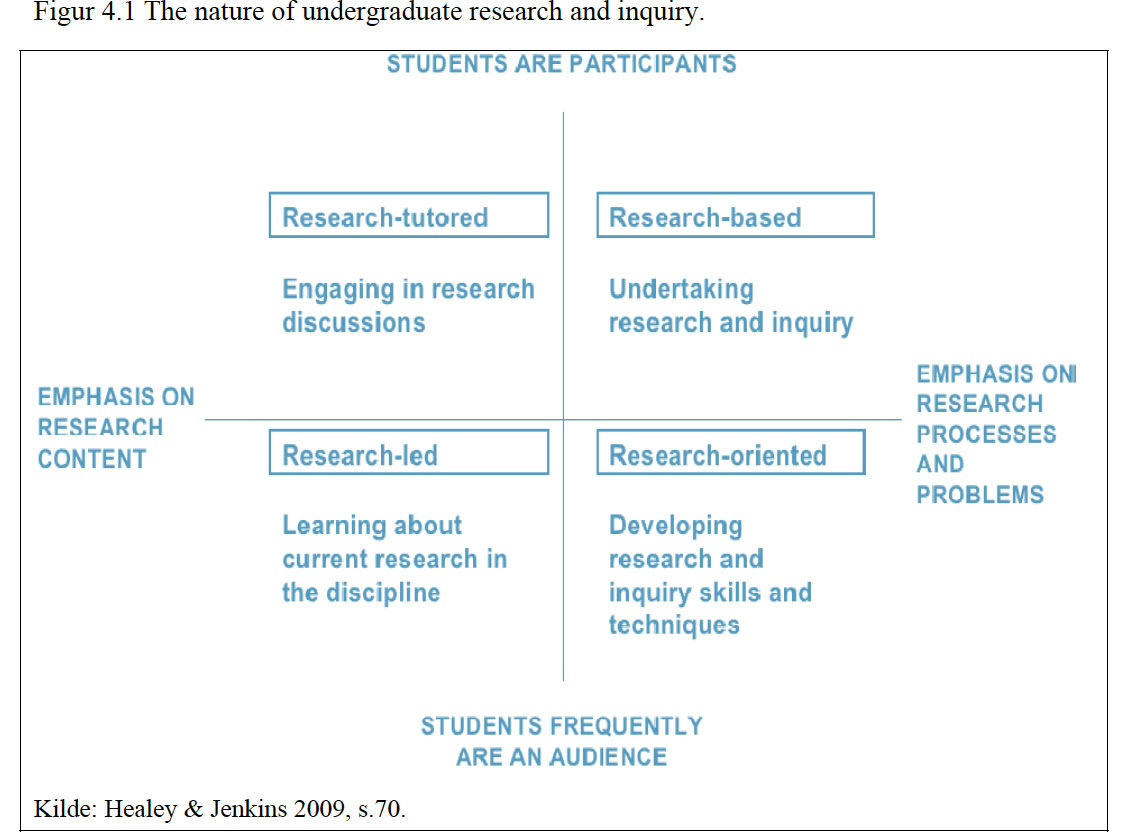 Figur 4.1 The nature of undergraduate research and inquiry.
STUDENTS ARE PARTICIPANTS
Research-tutored
Engaging in research
discussions
Research-based
Undertaking
research and inquiry
EMPHASIS ON
RESEARCH
CONTENT
EMPHASIS ON
RESEARCH
PROCESSES
AND
PROBLEMS
Research-led
Learning about
current research in
the discipline
Research-oriented
Developing
research and
inquiry skills and
techniques
STUDENTS FREQUENTLY
ARE AN AUDIENCE
Kilde: Healey & Jenkins 2009, s.70.